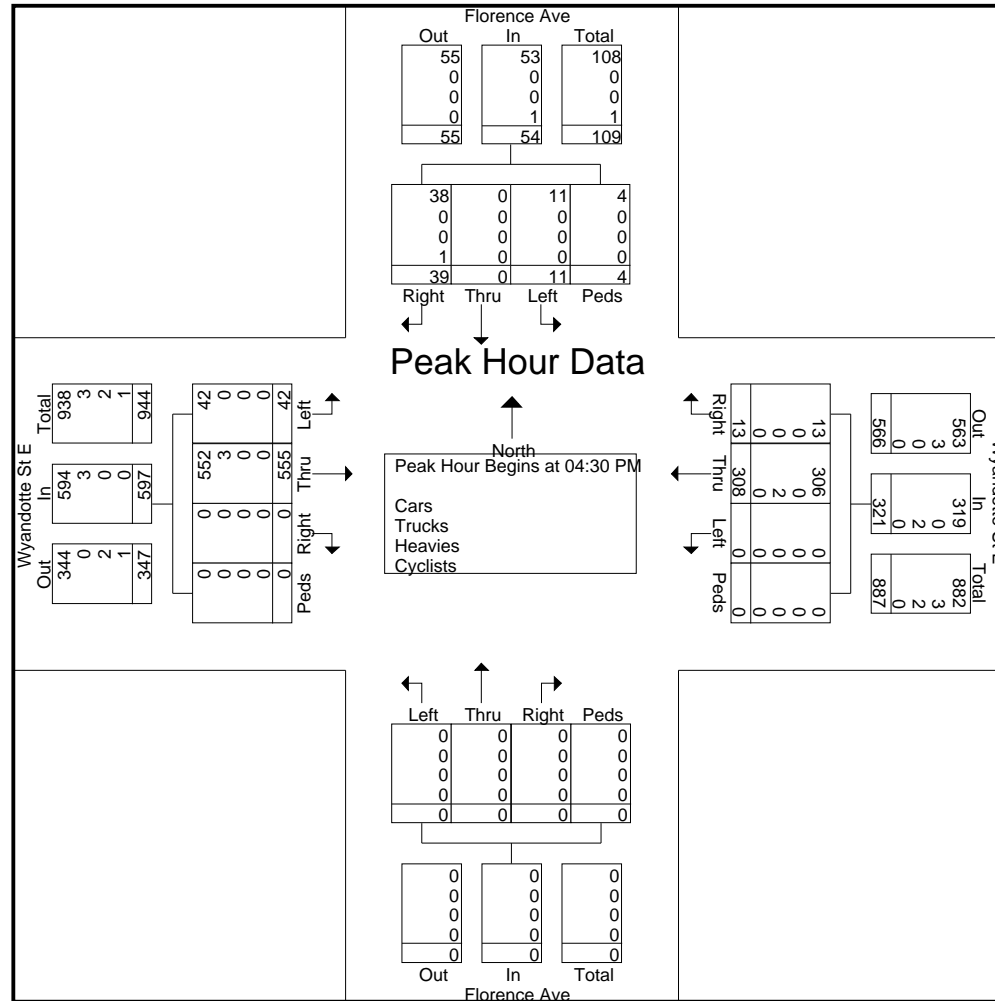 Florence Ave
Out In Total
55 53 108
0 0 0
0 0 0
0 1 1
55 54 109
38 0 11 4
0 0 0 0
0 0 0 0
1 0 0 0
39 0 11 4
Right Thru Left Peds
Peak Hour Data
North
Peak Hour Begins at 04:30 PM
Cars
Trucks
Heavies
Cyclists
Wyandotte St E
Out In Total
344 594 938
0 3 3
2 0 2
1 0 1
347 597 944
Peds Right Thru Left
0 0 552 42
0 0 3 0
0 0 0 0
0 0 0 0
0 0 555 42
Right Thru Left Peds
13 306 0 0
0 0 0 0
0 2 0 0
0 0 0 0
13 308 0 0
Out In Total
563 319 882
3 0 3
0 2 2
0 0 0
566 321 887
Wyandotte St E
Left Thru Right Peds
0 0 0 0
0 0 0 0
0 0 0 0
0 0 0 0
0 0 0 0
0 0 0
0 0 0
0 0 0
0 0 0
0 0 0
Out In Total
Florence Ave